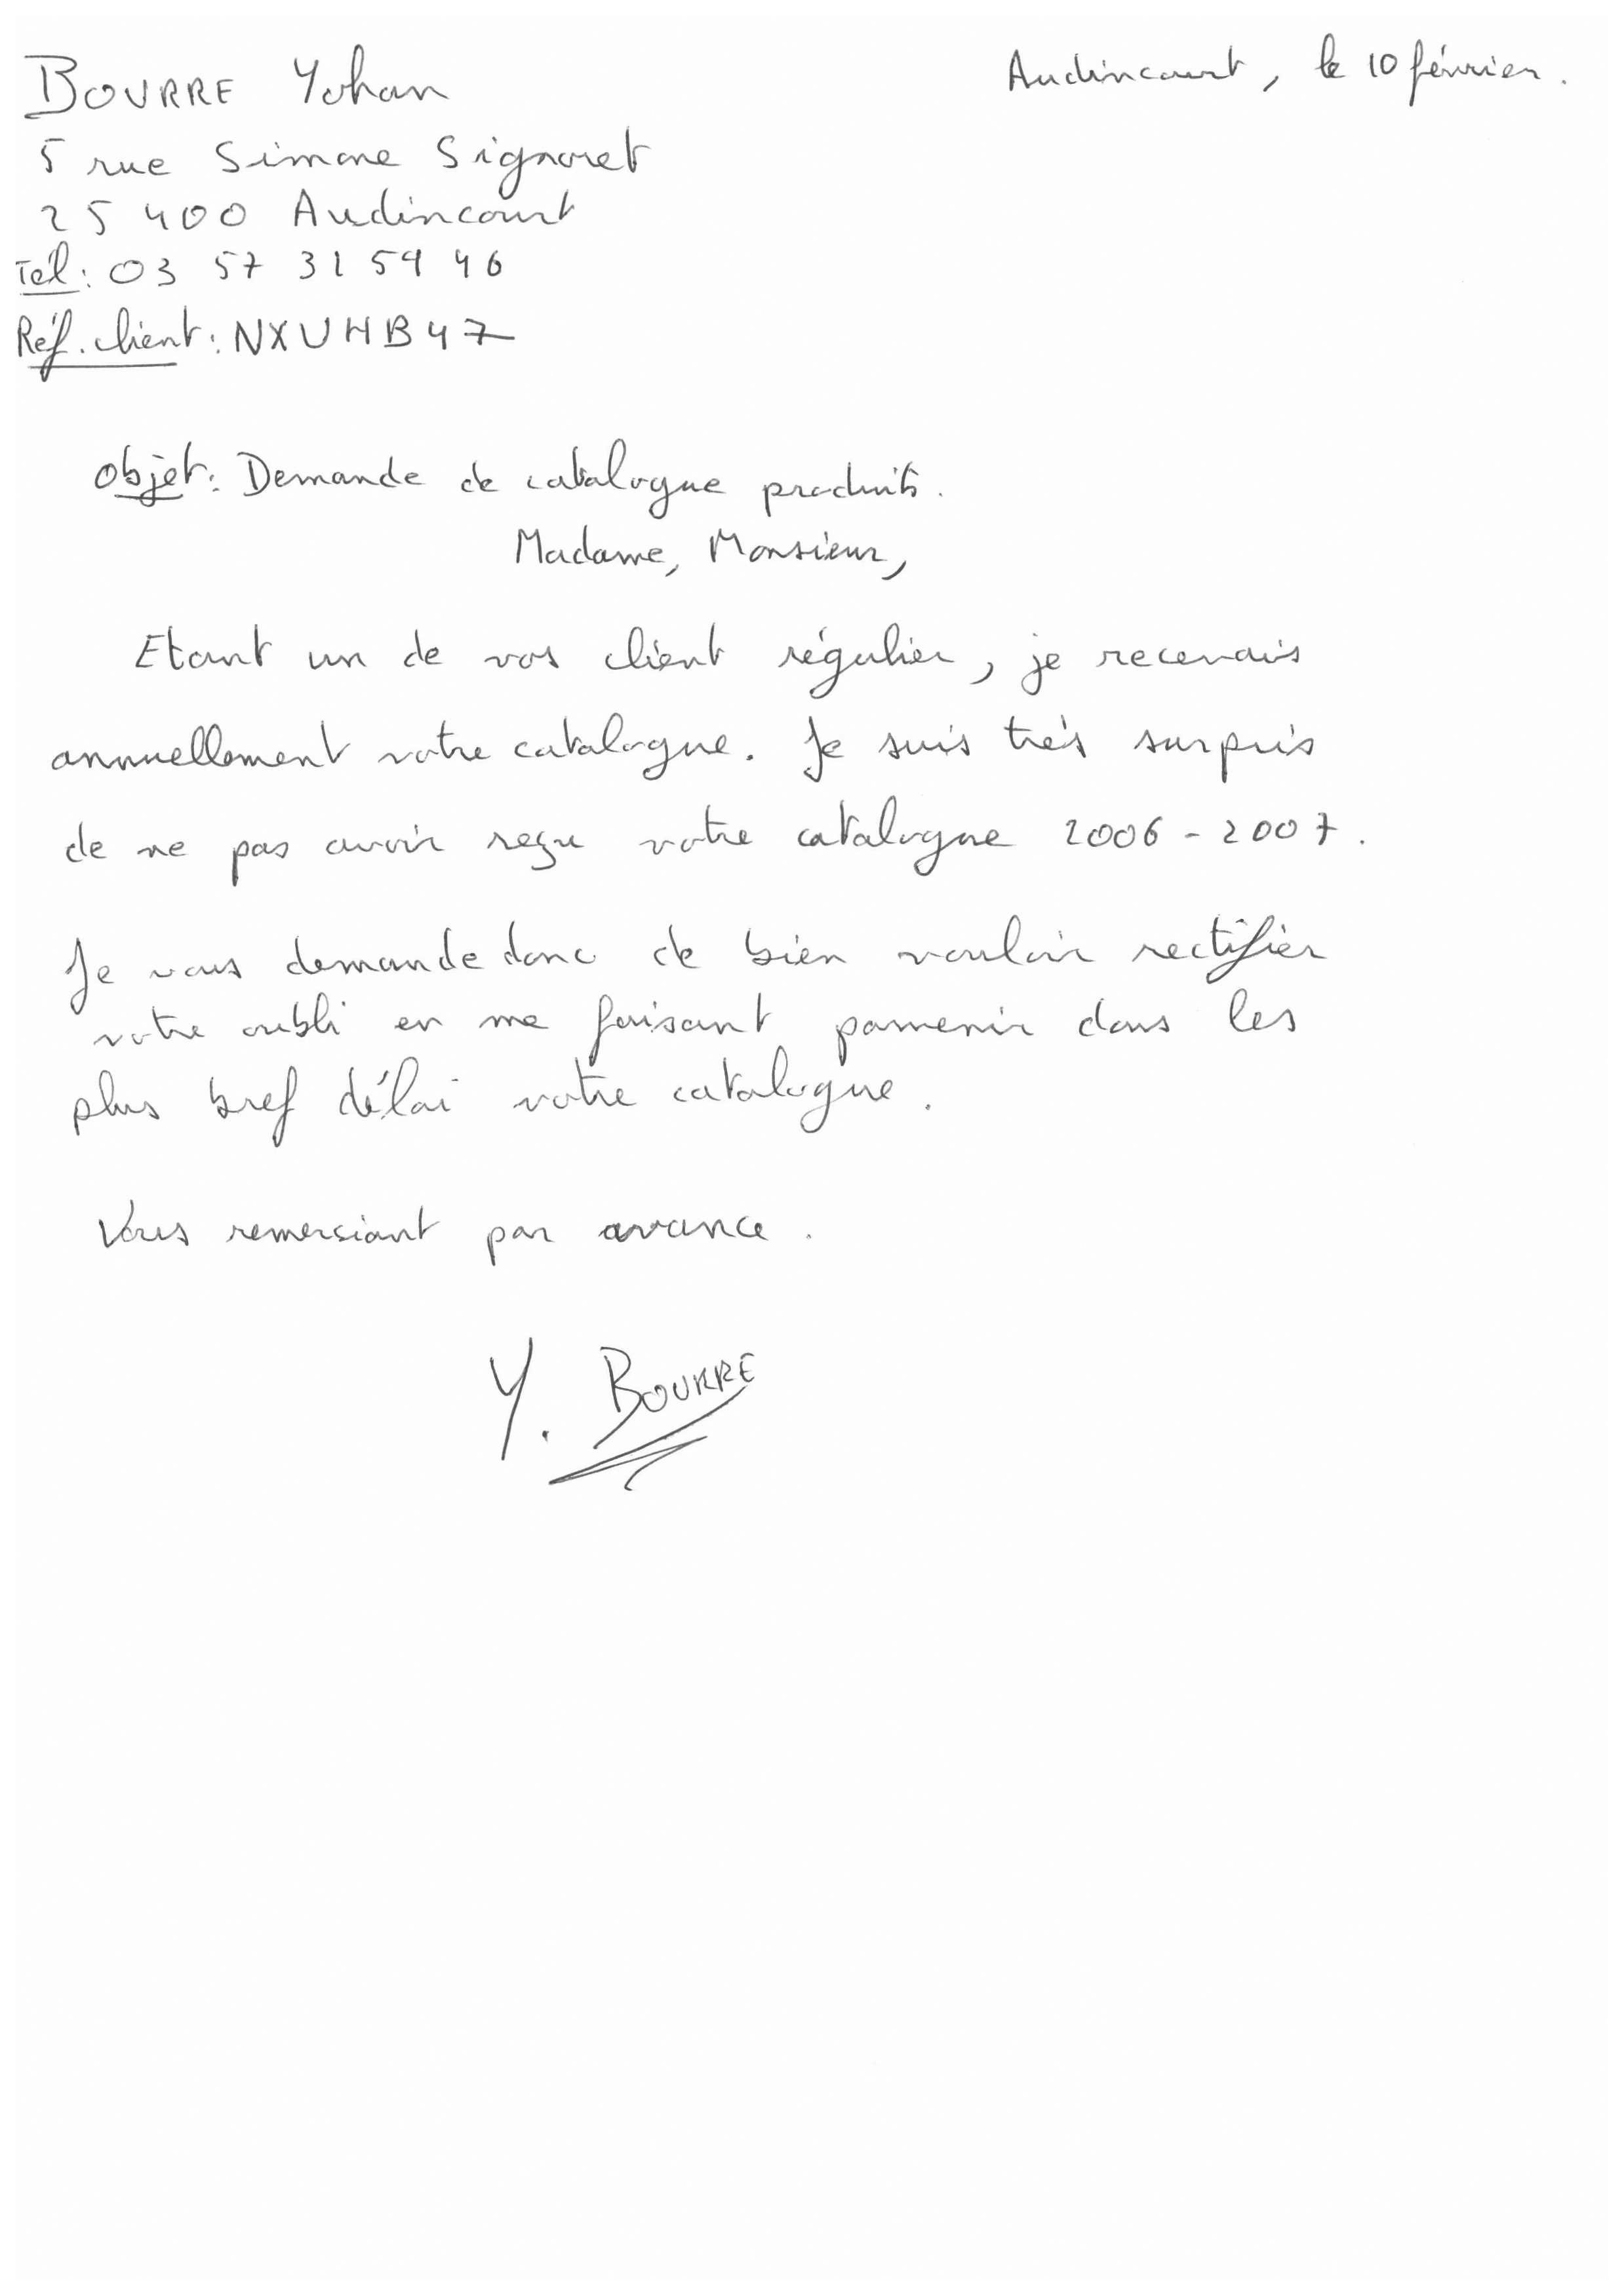 BOURRE Yohan
Audincourt, le 10 février.
5 rue Simone Signoret
25 400 Audincourt
Tél: 03 57 31 59 46
Réf. client: NXUHB47
Objet: Demande de catalogue produits.
Madame, Monsieur,
Etant un de vos client régulier, je recevais
annuellement votre catalogue. Je suis très surpris
de ne pas avoir reçu votre catalogue 2006-2007.
Je vous demande donc de bien vouloir rectifier
votre oubli en me faisant parvenir dans les
plus bref délai votre catalogue.
Vous remersiant par avance.
Y. BOURRE